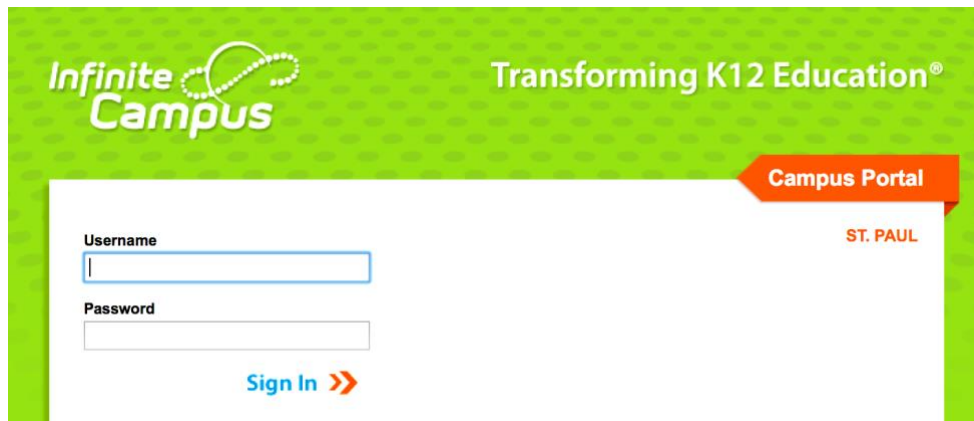 Infinite
Campus
Transforming K12 Education®
Campus Portal
ST. PAUL
Username
Password
Sign In